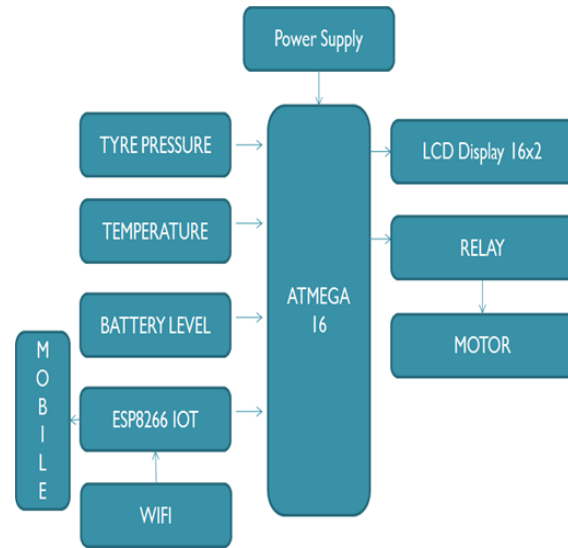 Power Supply
TYRE PRESSURE
LCD Display 16x2
TEMPERATURE
RELAY
ATMEGA
16
BATTERY LEVEL
MOTOR
M
O
B
I
L
E
ESP8266 IOT
WIFI